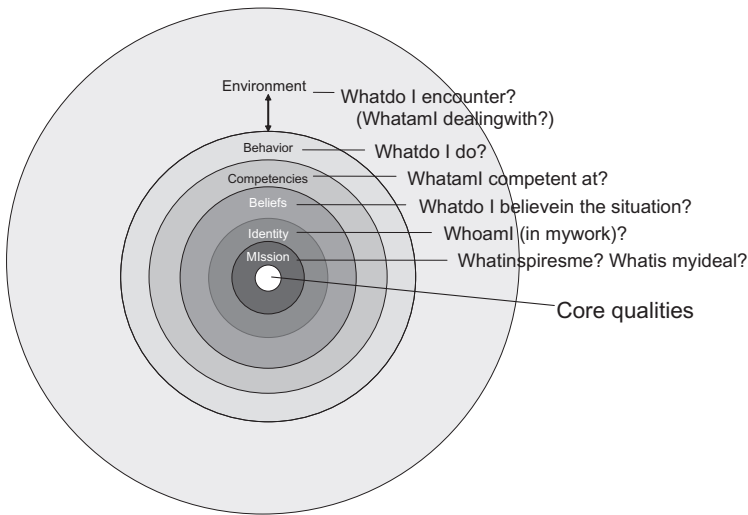 Environment
Whatdo I encounter?
(WhatamI dealingwith?)
Behavior
Whatdo I do?
Competencies
WhatamI competent at?
Beliefs
Whatdo I believein the situation?
Identity
WhoamI (in mywork)?
MIssion
Whatinspiresme? Whatis myideal?
Core qualities